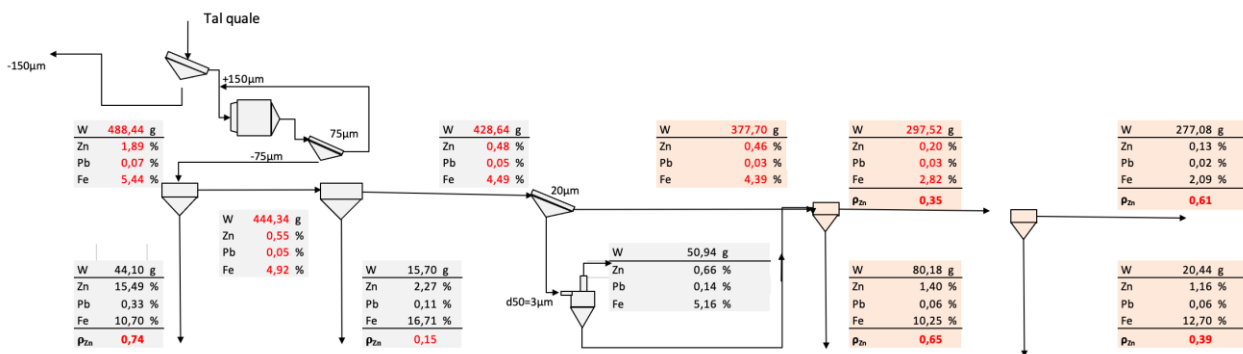 Tal quale
-150µm
+150µm
75µm
-75µm
W 488,44 g
Zn 1,89 %
Pb 0,07 %
Fe 5,44 %
W 428,64 g
Zn 0,48 %
Pb 0,05 %
Fe 4,49 %
W 377,70 g
Zn 0,46 %
Pb 0,03 %
Fe 4,39 %
W 297,52 g
Zn 0,20 %
Pb 0,03 %
Fe 2,82 %
ρZn 0,35
W 277,08 g
Zn 0,13 %
Pb 0,02 %
Fe 2,09 %
ρZn 0,61
20µm
W 444,34 g
Zn 0,55 %
Pb 0,05 %
Fe 4,92 %
W 44,10 g
Zn 15,49 %
Pb 0,33 %
Fe 10,70 %
ρZn 0,74
W 15,70 g
Zn 2,27 %
Pb 0,11 %
Fe 16,71 %
ρZn 0,15
d50=3µm
W 50,94 g
Zn 0,66 %
Pb 0,14 %
Fe 5,16 %
W 80,18 g
Zn 1,40 %
Pb 0,06 %
Fe 10,25 %
ρZn 0,65
W 20,44 g
Zn 1,16 %
Pb 0,06 %
Fe 12,70 %
ρZn 0,39